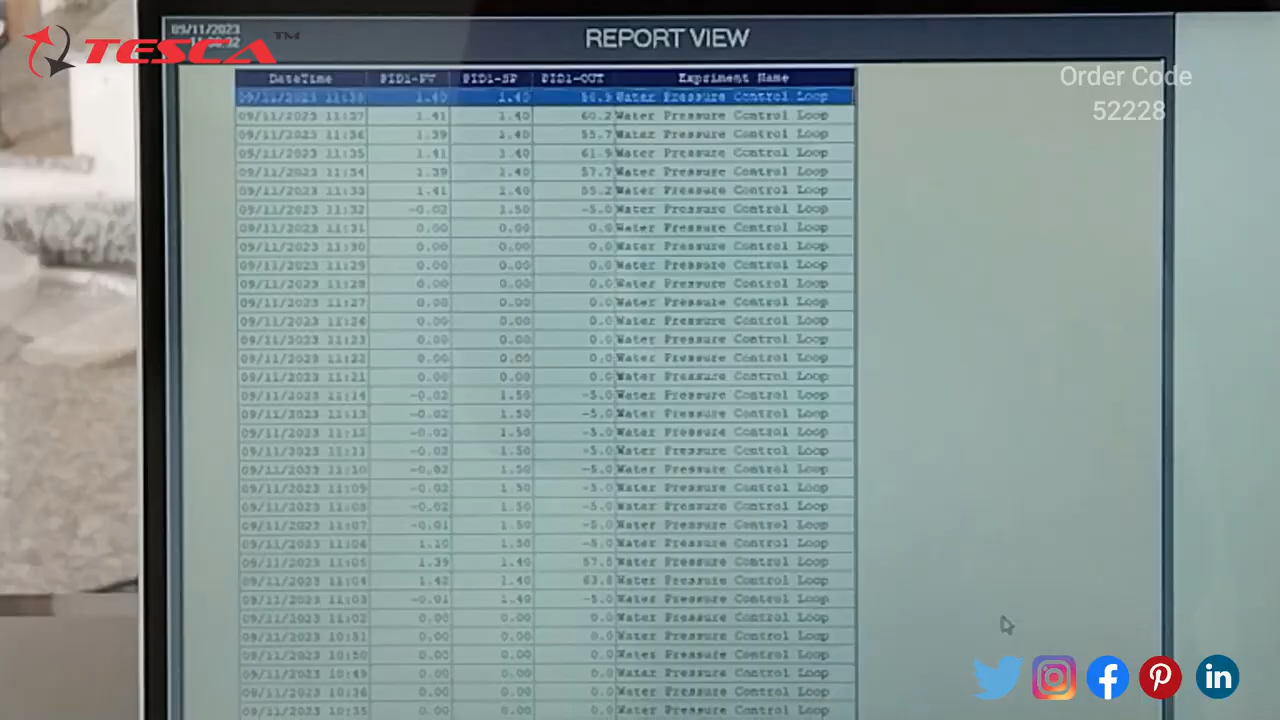 09/11/2023
TESCA™
REPORT VIEW
Order Code
52228
DateTime PID1-PV PID1-SP PID1-OUT Expriment Name
09/11/2023 1.40 1.40 Water Pressure Control Loop
09/11/2023 11:37 1.41 1.40 60.2 Water Pressure Control Loop
09/11/2023 11:36 1.39 1.40 55.7 Water Pressure Control Loop
09/11/2023 11:35 1.41 1.40 61.9 Water Pressure Control Loop
09/11/2023 11:34 1.39 1.40 57.7 Water Pressure Control Loop
09/11/2023 11:33 1.41 1.40 55.2 Water Pressure Control Loop
09/11/2023 11:32 -0.02 1.50 -5.0 Water Pressure Control Loop
09/11/2023 11:31 0.00 0.00 0.0 Water Pressure Control Loop
09/11/2023 11:30 0.00 0.00 0.0 Water Pressure Control Loop
09/11/2023 11:29 0.00 0.00 0.0 Water Pressure Control Loop
09/11/2023 11:28 0.00 0.00 0.0 Water Pressure Control Loop
09/11/2023 11:27 0.00 0.00 0.0 Water Pressure Control Loop
09/11/2023 0.00 0.00 0.0 Water Pressure Control Loop
09/11/2023 11:23 0.00 0.00 0.0 Water Pressure Control Loop
09/11/2023 11:22 0.00 0.00 0.0 Water Pressure Control Loop
09/11/2023 11:21 0.00 0.00 0.0 Water Pressure Control Loop
09/11/2023 11:14 -0.02 1.50 -5.0 Water Pressure Control Loop
09/11/2023 11:13 -0.02 1.50 -5.0 Water Pressure Control Loop
09/11/2023 11:12 -0.02 1.50 -5.0 Water Pressure Control Loop
09/11/2023 11:11 -0.02 1.50 -5.0 Water Pressure Control Loop
09/11/2023 11:10 -0.02 1.50 -5.0 Water Pressure Control Loop
09/11/2023 11:09 -0.02 1.50 -5.0 Water Pressure Control Loop
09/11/2023 11:08 -0.02 1.50 -5.0 Water Pressure Control Loop
09/11/2023 11:07 -0.01 1.50 -5.0 Water Pressure Control Loop
09/11/2023 11:06 1.10 1.50 -5.0 Water Pressure Control Loop
09/11/2023 11:05 1.39 1.40 Water Pressure Control Loop
09/11/2023 11:04 1.42 1.40 63.8 Water Pressure Control Loop
09/11/2023 11:03 -0.01 1.40 -5.0 Water Pressure Control Loop
09/11/2023 11:02 0.00 0.00 0.0 Water Pressure Control Loop
09/11/2023 10:51 0.00 0.00 0.0 Water Pressure Control Loop
09/11/2023 10:50 0.00 0.00 0.0 Water Pressure Control Loop
09/11/2023 10:49 0.00 0.00 0.0 Water Pressure Control Loop
09/11/2023 0.00 0.00 0.0 Water Pressure Control Loop
09/11/2023 10:35 0.00 0.00 0.0 Water Pressure Control Loop